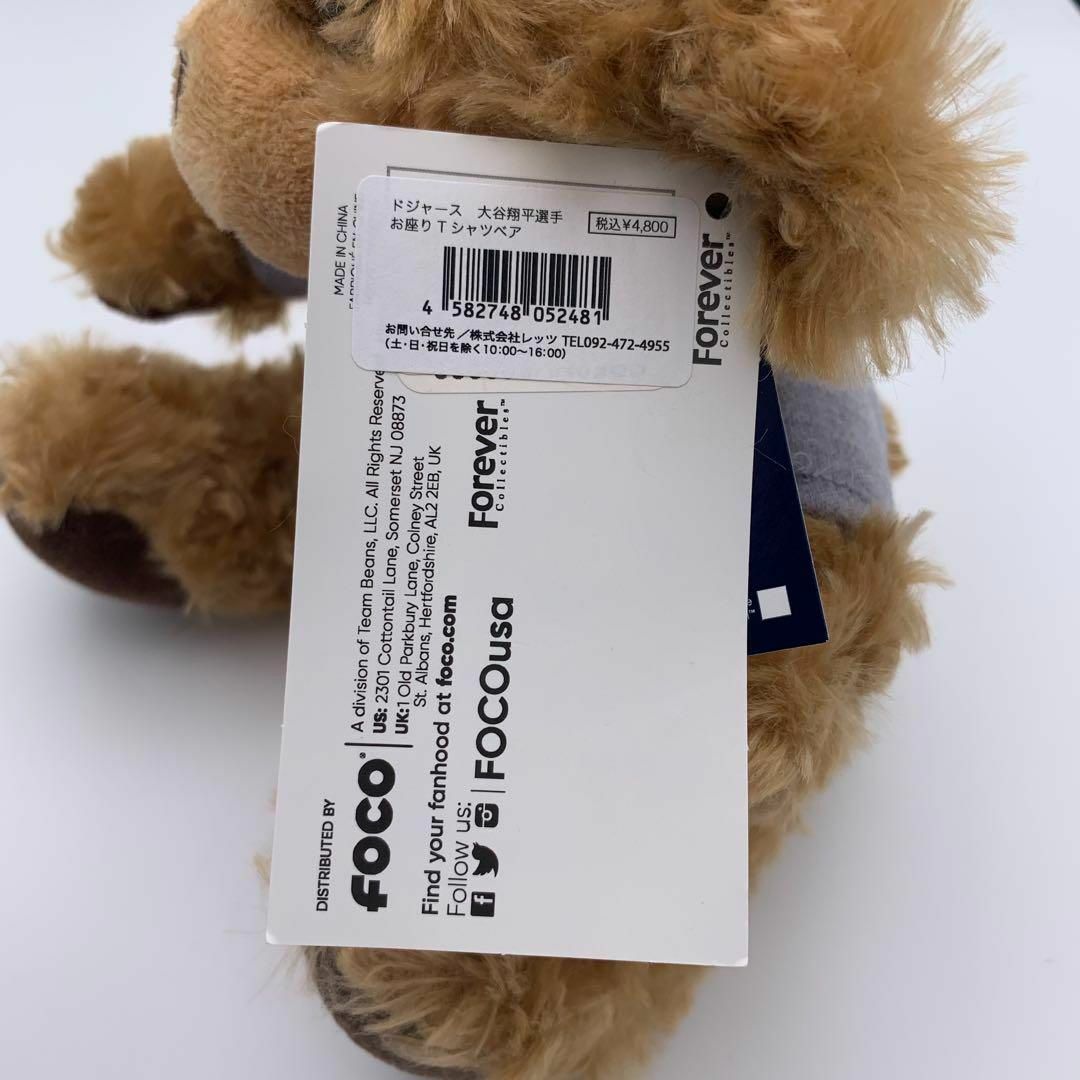 ドジャース　大谷翔平選手
お座りTシャツベア
税込¥4,800
4 582748 052481
お問い合せ先／株式会社レッツ TEL092-472-4955
（土・日・祝日を除く10:00〜16:00）
Forever
Collectibles™
MADE IN CHINA
DISTRIBUTED BY
FOCO®
A division of Team Beans, LLC. All Rights Reserve
US: 2301 Cottontail Lane, Somerset NJ 08873
UK:1 Old Parkbury Lane, Colney Street
St. Albans, Hertfordshire, AL2 2EB, UK
Find your fanhood at foco.com
Follow us:
FOCOusa
Forever
Collectibles™